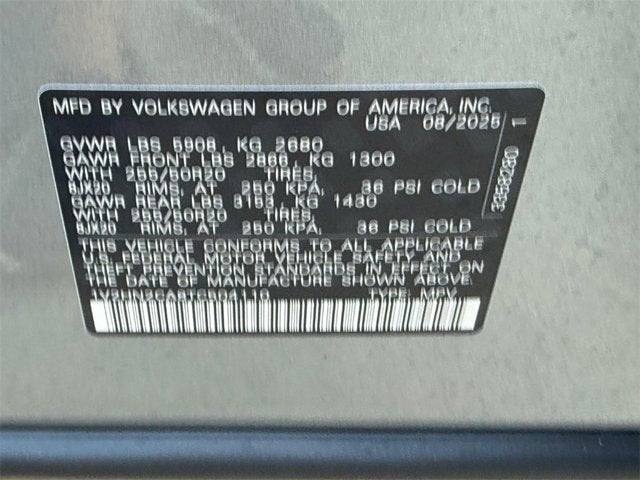 MFD BY VOLKSWAGEN GROUP OF AMERICA, INC.
USA 08/2025
GVWR LBS 5908, KG 2680
GAWR FRONT LBS 2866, KG 1300
WITH 255/50R20 TIRES,
8JX20 RIMS, AT 250 KPA, 36 PSI COLD
GAWR REAR LBS 3153, KG 1430
WITH 255/50R20 TIRES,
8JX20 RIMS, AT 250 KPA, 36 PSI COLD
THIS VEHICLE CONFORMS TO ALL APPLICABLE
U.S. FEDERAL MOTOR VEHICLE SAFETY AND
THEFT PREVENTION STANDARDS IN EFFECT ON
THE DATE OF MANUFACTURE SHOWN ABOVE.
TYPE: MPV